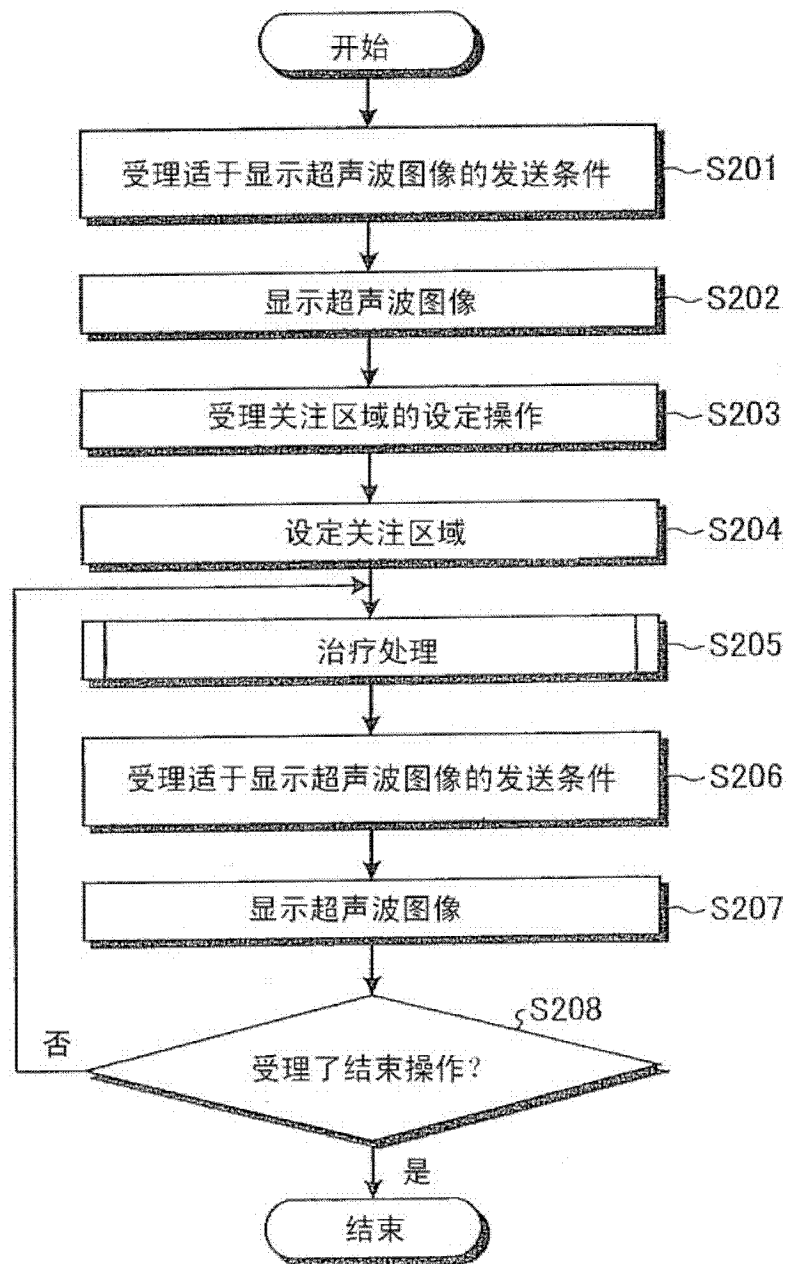 开始
受理适于显示超声波图像的发送条件
S201
显示超声波图像
S202
受理关注区域的设定操作
S203
设定关注区域
S204
治疗处理
S205
受理适于显示超声波图像的发送条件
S206
显示超声波图像
S207
S208
否
受理了结束操作?
是
结束